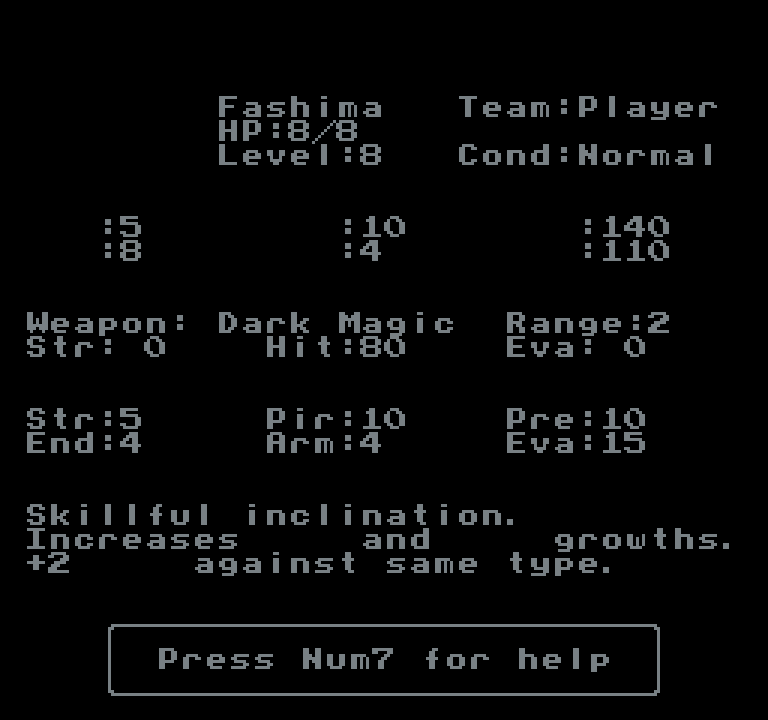 Fashima Team:Player
HP:8/8
Level:8 Cond:Normal
:5 :10 :140
:8 :4 :110
Weapon: Dark Magic Range:2
Str: 0 Hit:80 Eva: 0
Str:5 Pir:10 Pre:10
End:4 Arm:4 Eva:15
Skillful inclination.
Increases and growths.
+2 against same type.
Press Num7 for help